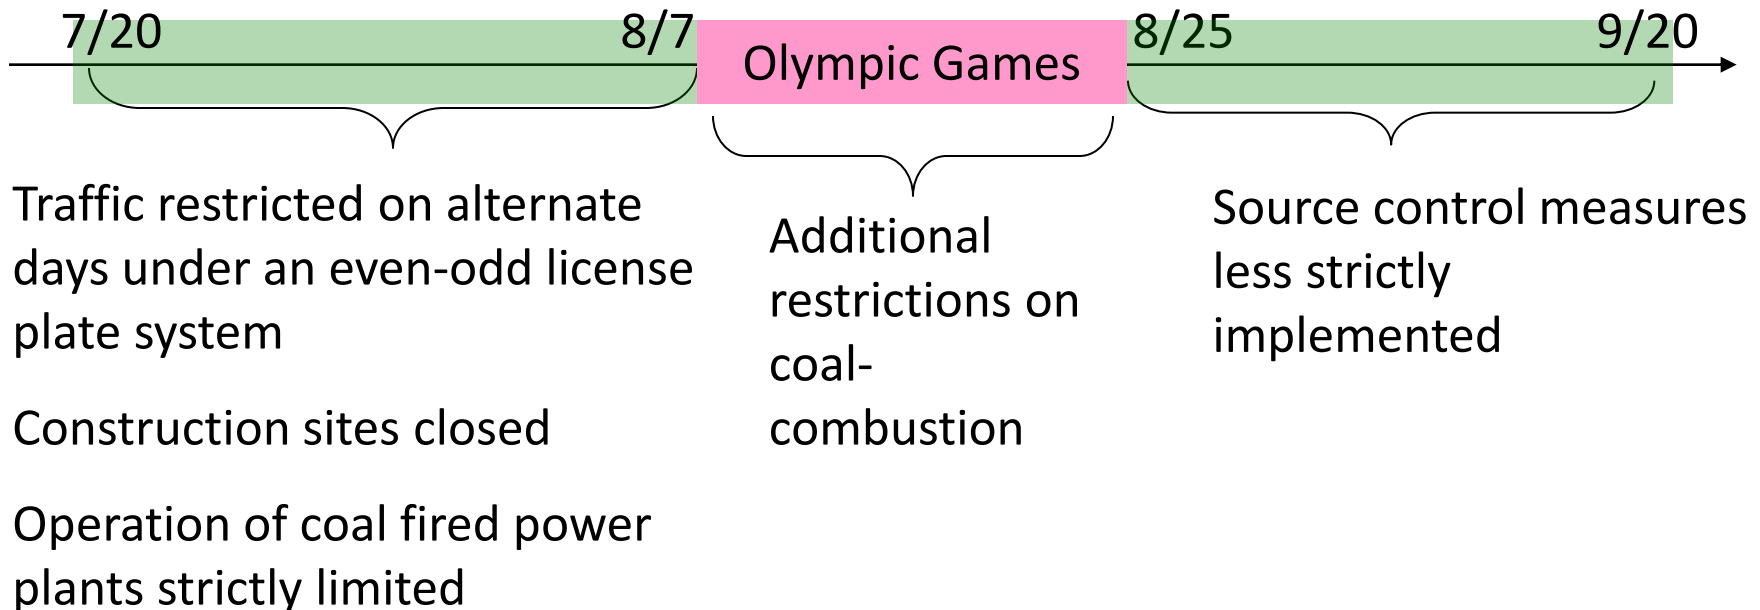 7/20
8/7
Olympic Games
8/25
9/20
Traffic restricted on alternate
days under an even-odd license
plate system
Construction sites closed
Operation of coal fired power
plants strictly limited
Additional
restrictions on
coal-
combustion
Source control measures
less strictly
implemented